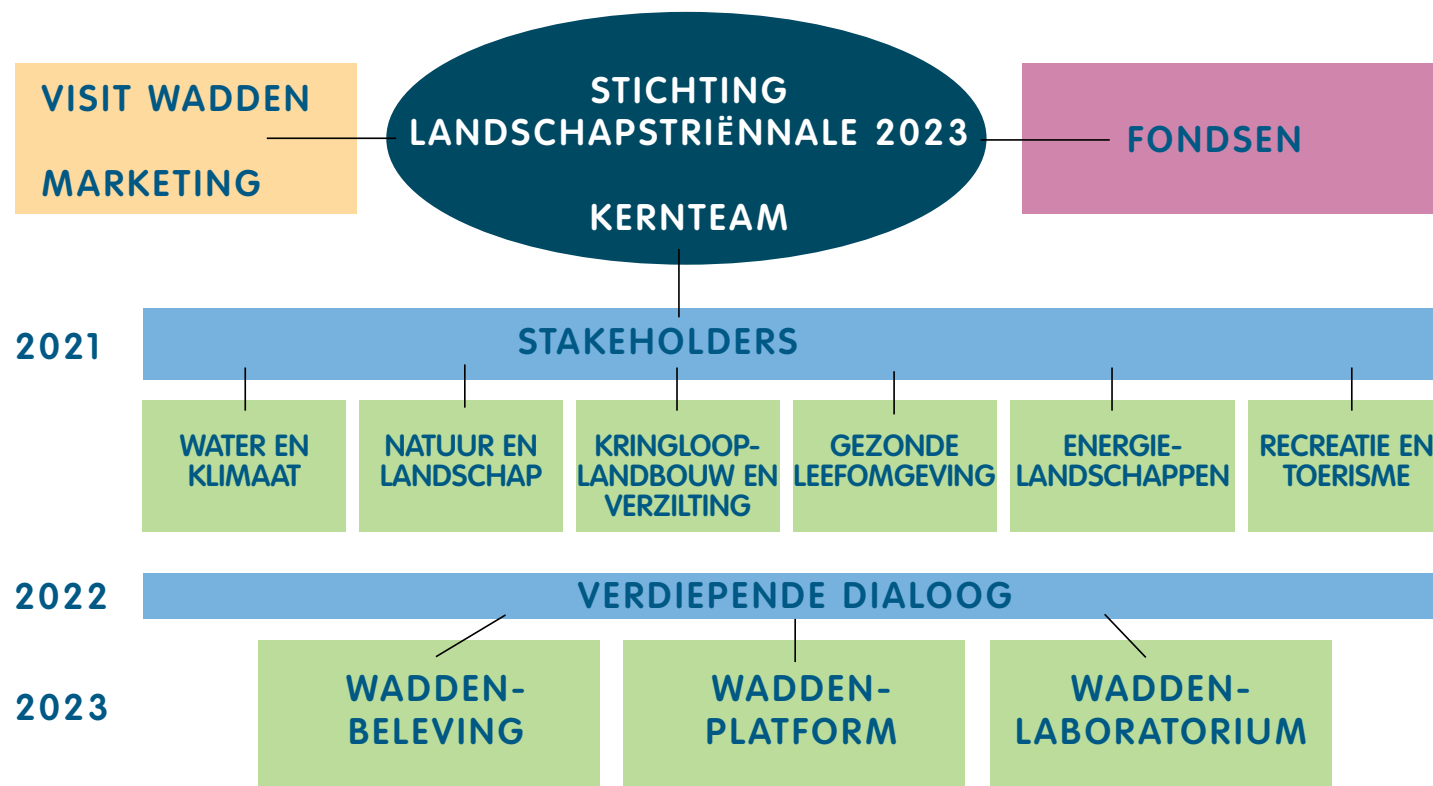 VISIT WADDEN
MARKETING
STICHTING
LANDSCHAPSTRIËNNALE 2023
KERNTEAM
FONDSEN
2021
STAKEHOLDERS
WATER EN
KLIMAAT
NATUUR EN
LANDSCHAP
KRINGLOOP-
LANDBOUW EN
VERZILTING
GEZONDE
LEEFOMGEVING
ENERGIE-
LANDSCHAPPEN
RECREATIE EN
TOERISME
2022
VERDIEPENDE DIALOOG
2023
WADDEN-
BELEVING
WADDEN-
PLATFORM
WADDEN-
LABORATORIUM